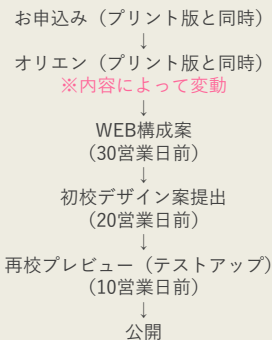 お申込み（プリント版と同時）
↓
オリエン（プリント版と同時）
※内容によって変動
↓
WEB構成案
（30営業日前）
↓
初校デザイン案提出
（20営業日前）
↓
再校プレビュー（テストアップ）
（10営業日前）
↓
公開